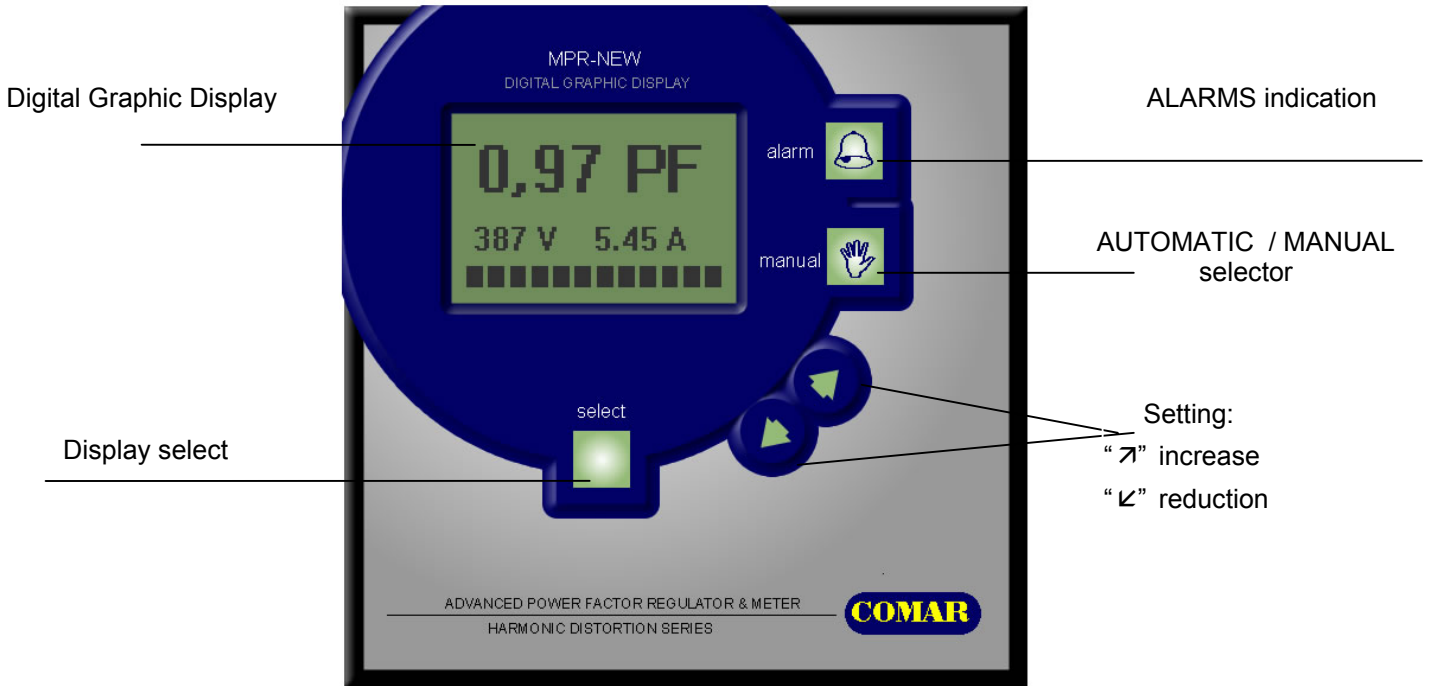 MPR-NEW
DIGITAL GRAPHIC DISPLAY
Digital Graphic Display
0,97 PF
387 V 5.45 A
alarm
ALARMS indication
manual
AUTOMATIC / MANUAL
selector
select
Display select
Setting:
“↗” increase
“↙” reduction
ADVANCED POWER FACTOR REGULATOR & METER
HARMONIC DISTORTION SERIES
COMAR